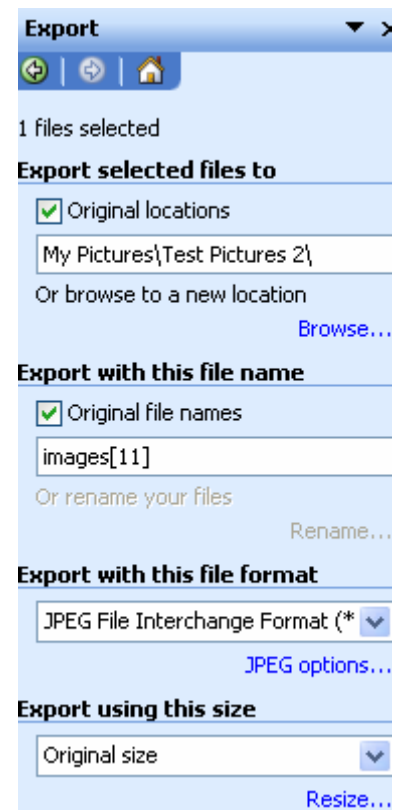 Export
1 files selected
Export selected files to
Original locations
My Pictures\Test Pictures 2\
Or browse to a new location
Browse...
Export with this file name
Original file names
images[11]
Or rename your files
Rename...
Export with this file format
JPEG File Interchange Format (*
JPEG options...
Export using this size
Original size
Resize...